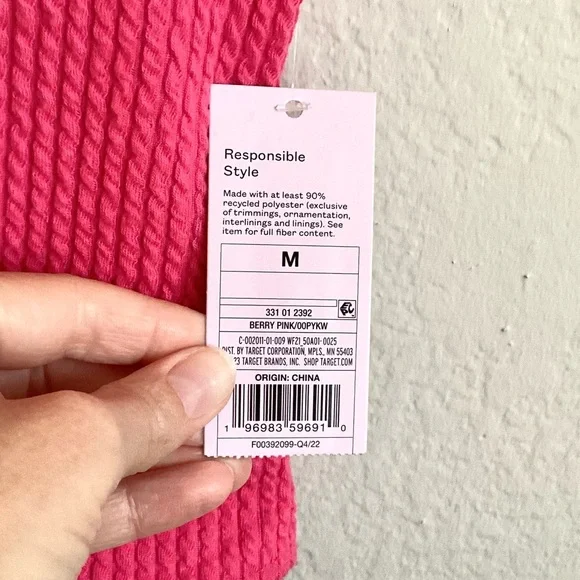 Responsible
Style
Made with at least 90%
recycled polyester (exclusive
of trimmings, ornamentation,
interlinings and linings). See
item for full fiber content.
M
331 01 2392
BERRY PINK/00PYKW
C-002011-01-009 WF21_50A01-0025
DIST. BY TARGET CORPORATION, MPLS., MN 55403
23 TARGET BRANDS, INC. SHOP TARGET.COM
ORIGIN: CHINA
1 96983 59691 0
F00392099-Q4/22